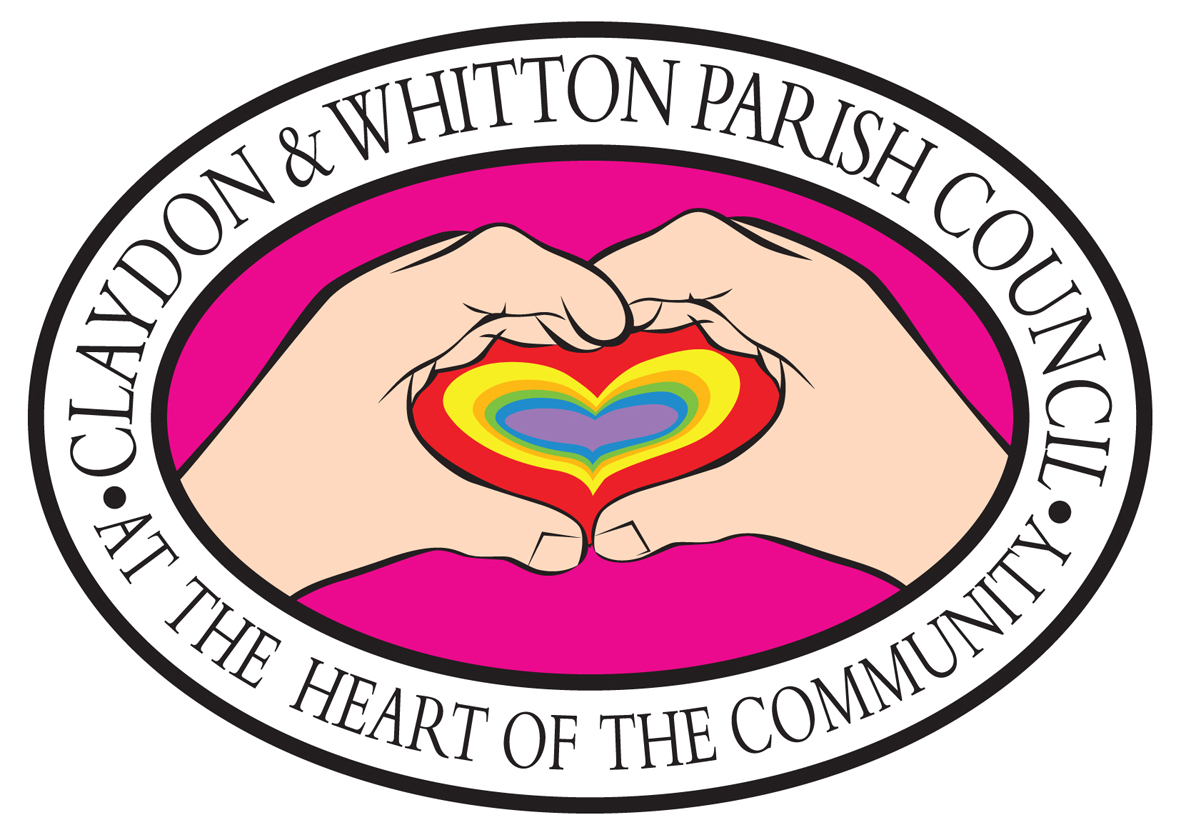 CLAYDON & WHITTON PARISH COUNCIL
• AT THE HEART OF THE COMMUNITY •